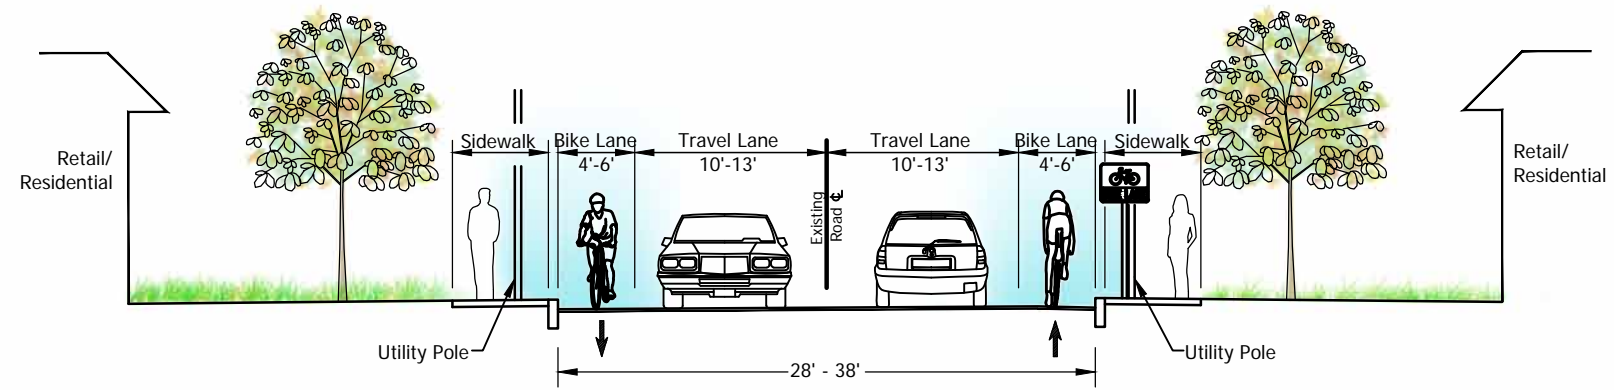 Sidewalk
Bike Lane
4'-6'
Travel Lane
10'-13'
Travel Lane
10'-13'
Bike Lane
4'-6'
Sidewalk
Retail/
Residential
Existing
Road ℄
Retail/
Residential
Utility Pole
Utility Pole
28' - 38'